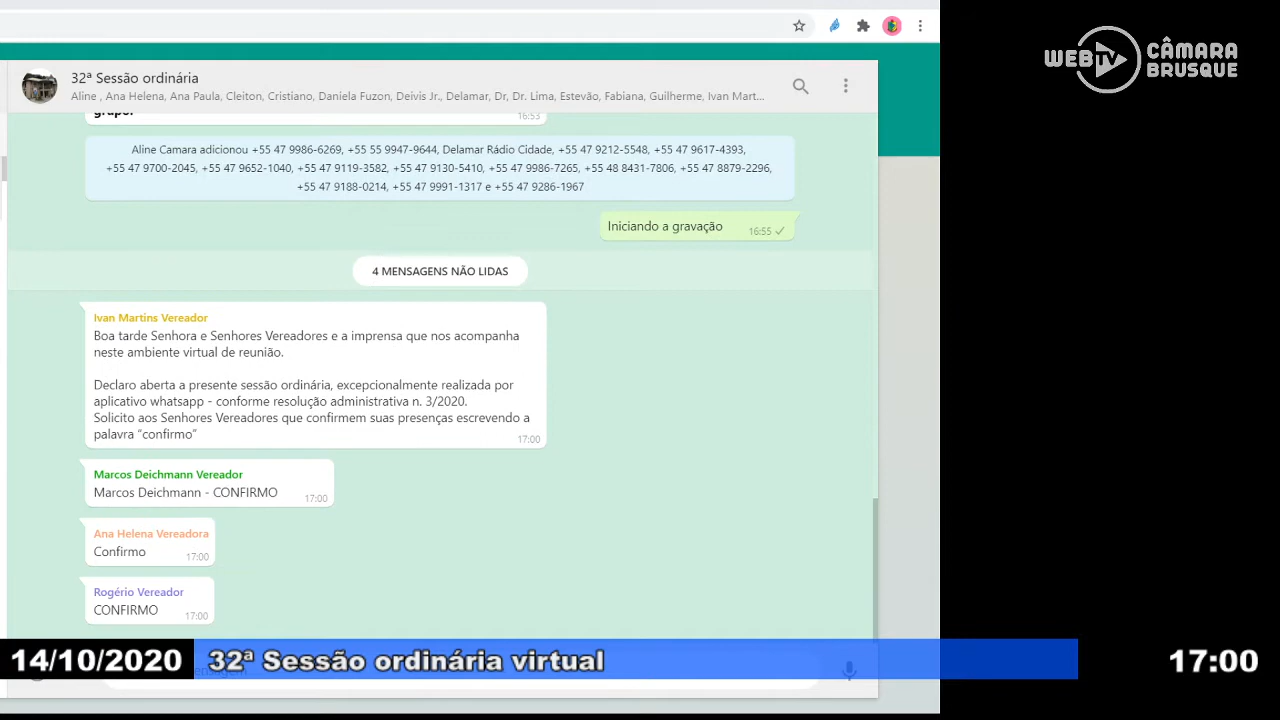 WEBTV CÂMARA
BRUSQUE
32ª Sessão ordinária
Aline , Ana Helena, Ana Paula, Cleiton, Cristiano, Daniela Fuzon, Deivis Jr., Delamar, Dr, Dr. Lima, Estevão, Fabiana, Guilherme, Ivan Mart...
grupo.
16:53
Aline Camara adicionou +55 47 9986-6269, +55 55 9947-9644, Delamar Rádio Cidade, +55 47 9212-5548, +55 47 9617-4393,
+55 47 9700-2045, +55 47 9652-1040, +55 47 9119-3582, +55 47 9130-5410, +55 47 9986-7265, +55 48 8431-7806, +55 47 8879-2296,
+55 47 9188-0214, +55 47 9991-1317 e +55 47 9286-1967
Iniciando a gravação
16:55
4 MENSAGENS NÃO LIDAS
Ivan Martins Vereador
Boa tarde Senhora e Senhores Vereadores e a imprensa que nos acompanha
neste ambiente virtual de reunião.
Declaro aberta a presente sessão ordinária, excepcionalmente realizada por
aplicativo whatsapp - conforme resolução administrativa n. 3/2020.
Solicito aos Senhores Vereadores que confirmem suas presenças escrevendo a
palavra “confirmo”
17:00
Marcos Deichmann Vereador
Marcos Deichmann - CONFIRMO
17:00
Ana Helena Vereadora
Confirmo
17:00
Rogério Vereador
CONFIRMO
17:00
14/10/2020 32ª Sessão ordinária virtual 17:00